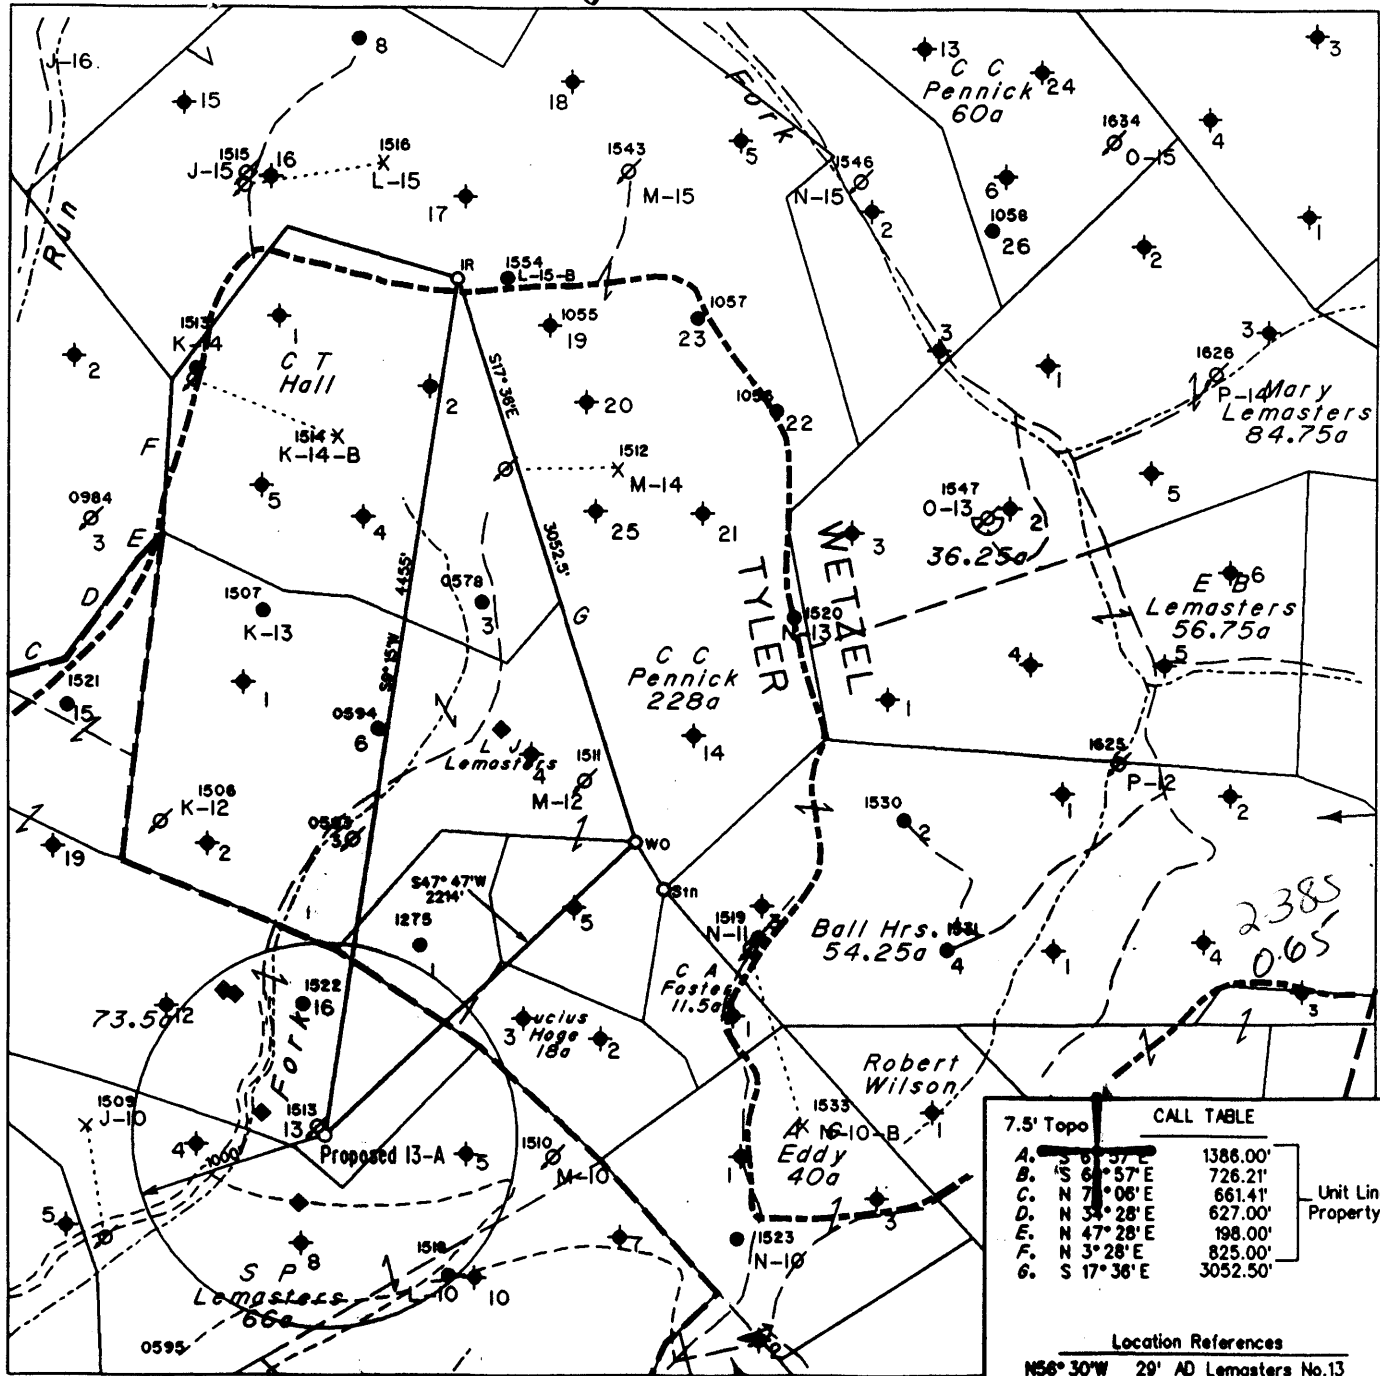 8
J-16
15
18
13
C C
Pennick
60a
24
3
Fork
1634
O-15
4
5
1515
J-15
16
1516
L-15
1543
M-15
1546
N-15
6
2
1058
26
17
1
2
Run
IR
1554
L-15-B
1057
23
1055
19
1513
K-14
1
C T
Hall
2
2
S17° 36'E
20
22
3
1
3
1626
P-14
Mary
Lemasters
84.75a
F
1514
K-14-B
1512
M-14
5
4
0984
3
E
25
21
3
1547
O-13
2
36.25a
5
D
3052.5'
4455'
0578
3
1507
K-13
G
WETZEL
TYLER
1520
13
E B
Lemasters
56.75a
6
C
1521
15
1
S8° 15'W
C C
Pennick
228a
4
5
1
0594
6
L J
Lemasters
4
14
1511
M-12
1625
P-12
1506
K-12
2
19
WO
1530
2
1
2
S47° 47'W
2214'
Stn
1275
1
5
1519
N-11
Ball Hrs.
54.25a
1531
4
1
4
2385
0.65
3
C A
Foster
11.5a
1
1522
16
73.5a
12
Fork
3
Lucius
Hoge
18a
2
Robert
Wilson
1
1509
J-10
1513
13
4
1000'
Proposed 13-A
5
1510
M-10
1533
N-10-B
A G
Eddy
40a
1
3
5
8
S P
Lemasters
66a
7
1523
N-10
L-10
10
0595
2
7.5' Topo
CALL TABLE
A. 1386.00'
B. 726.21'
C. 661.41'
D. 627.00'
E. N 47° 28' E 198.00'
F. N 3° 28' E 825.00'
G. S 17° 36' E 3052.50'
Unit Lin
Property
Location References
N56° 30'W 29' AD Lemasters No.13